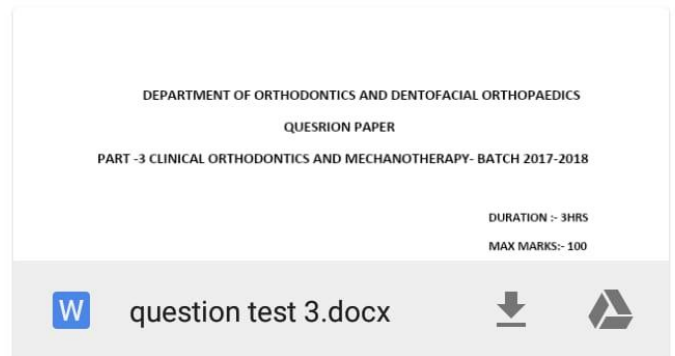 DEPARTMENT OF ORTHODONTICS AND DENTOFACIAL ORTHOPAEDICS
QUESRION PAPER
PART -3 CLINICAL ORTHODONTICS AND MECHANOTHERAPY- BATCH 2017-2018
DURATION :- 3HRS
MAX MARKS:- 100
W question test 3.docx